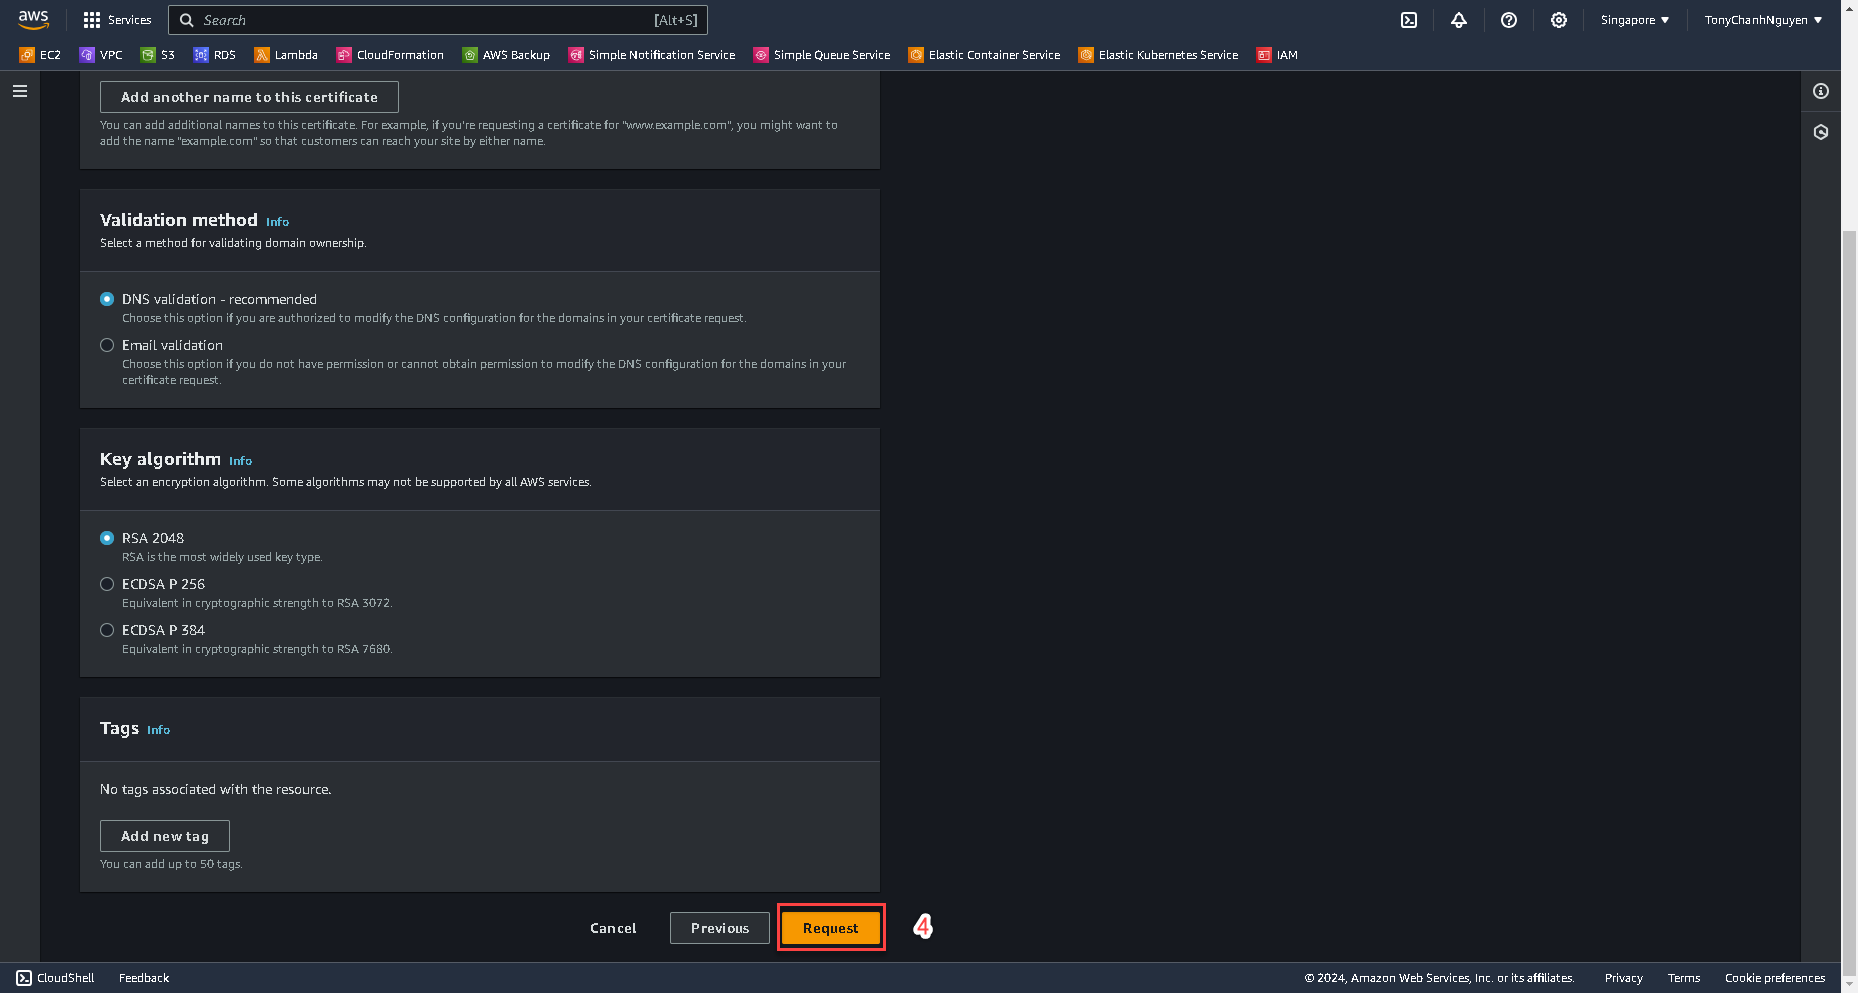 aws
Services
Search
[Alt+S]
Singapore
TonyChanhNguyen
EC2
VPC
S3
RDS
Lambda
CloudFormation
AWS Backup
Simple Notification Service
Simple Queue Service
Elastic Container Service
Elastic Kubernetes Service
IAM
Add another name to this certificate
You can add additional names to this certificate. For example, if you're requesting a certificate for "www.example.com", you might want to
add the name "example.com" so that customers can reach your site by either name.
Validation method Info
Select a method for validating domain ownership.
DNS validation - recommended
Choose this option if you are authorized to modify the DNS configuration for the domains in your certificate request.
Email validation
Choose this option if you do not have permission or cannot obtain permission to modify the DNS configuration for the domains in your
certificate request.
Key algorithm Info
Select an encryption algorithm. Some algorithms may not be supported by all AWS services.
RSA 2048
RSA is the most widely used key type.
ECDSA P 256
Equivalent in cryptographic strength to RSA 3072.
ECDSA P 384
Equivalent in cryptographic strength to RSA 7680.
Tags Info
No tags associated with the resource.
Add new tag
You can add up to 50 tags.
Cancel
Previous
Request
4
CloudShell
Feedback
© 2024, Amazon Web Services, Inc. or its affiliates.
Privacy
Terms
Cookie preferences